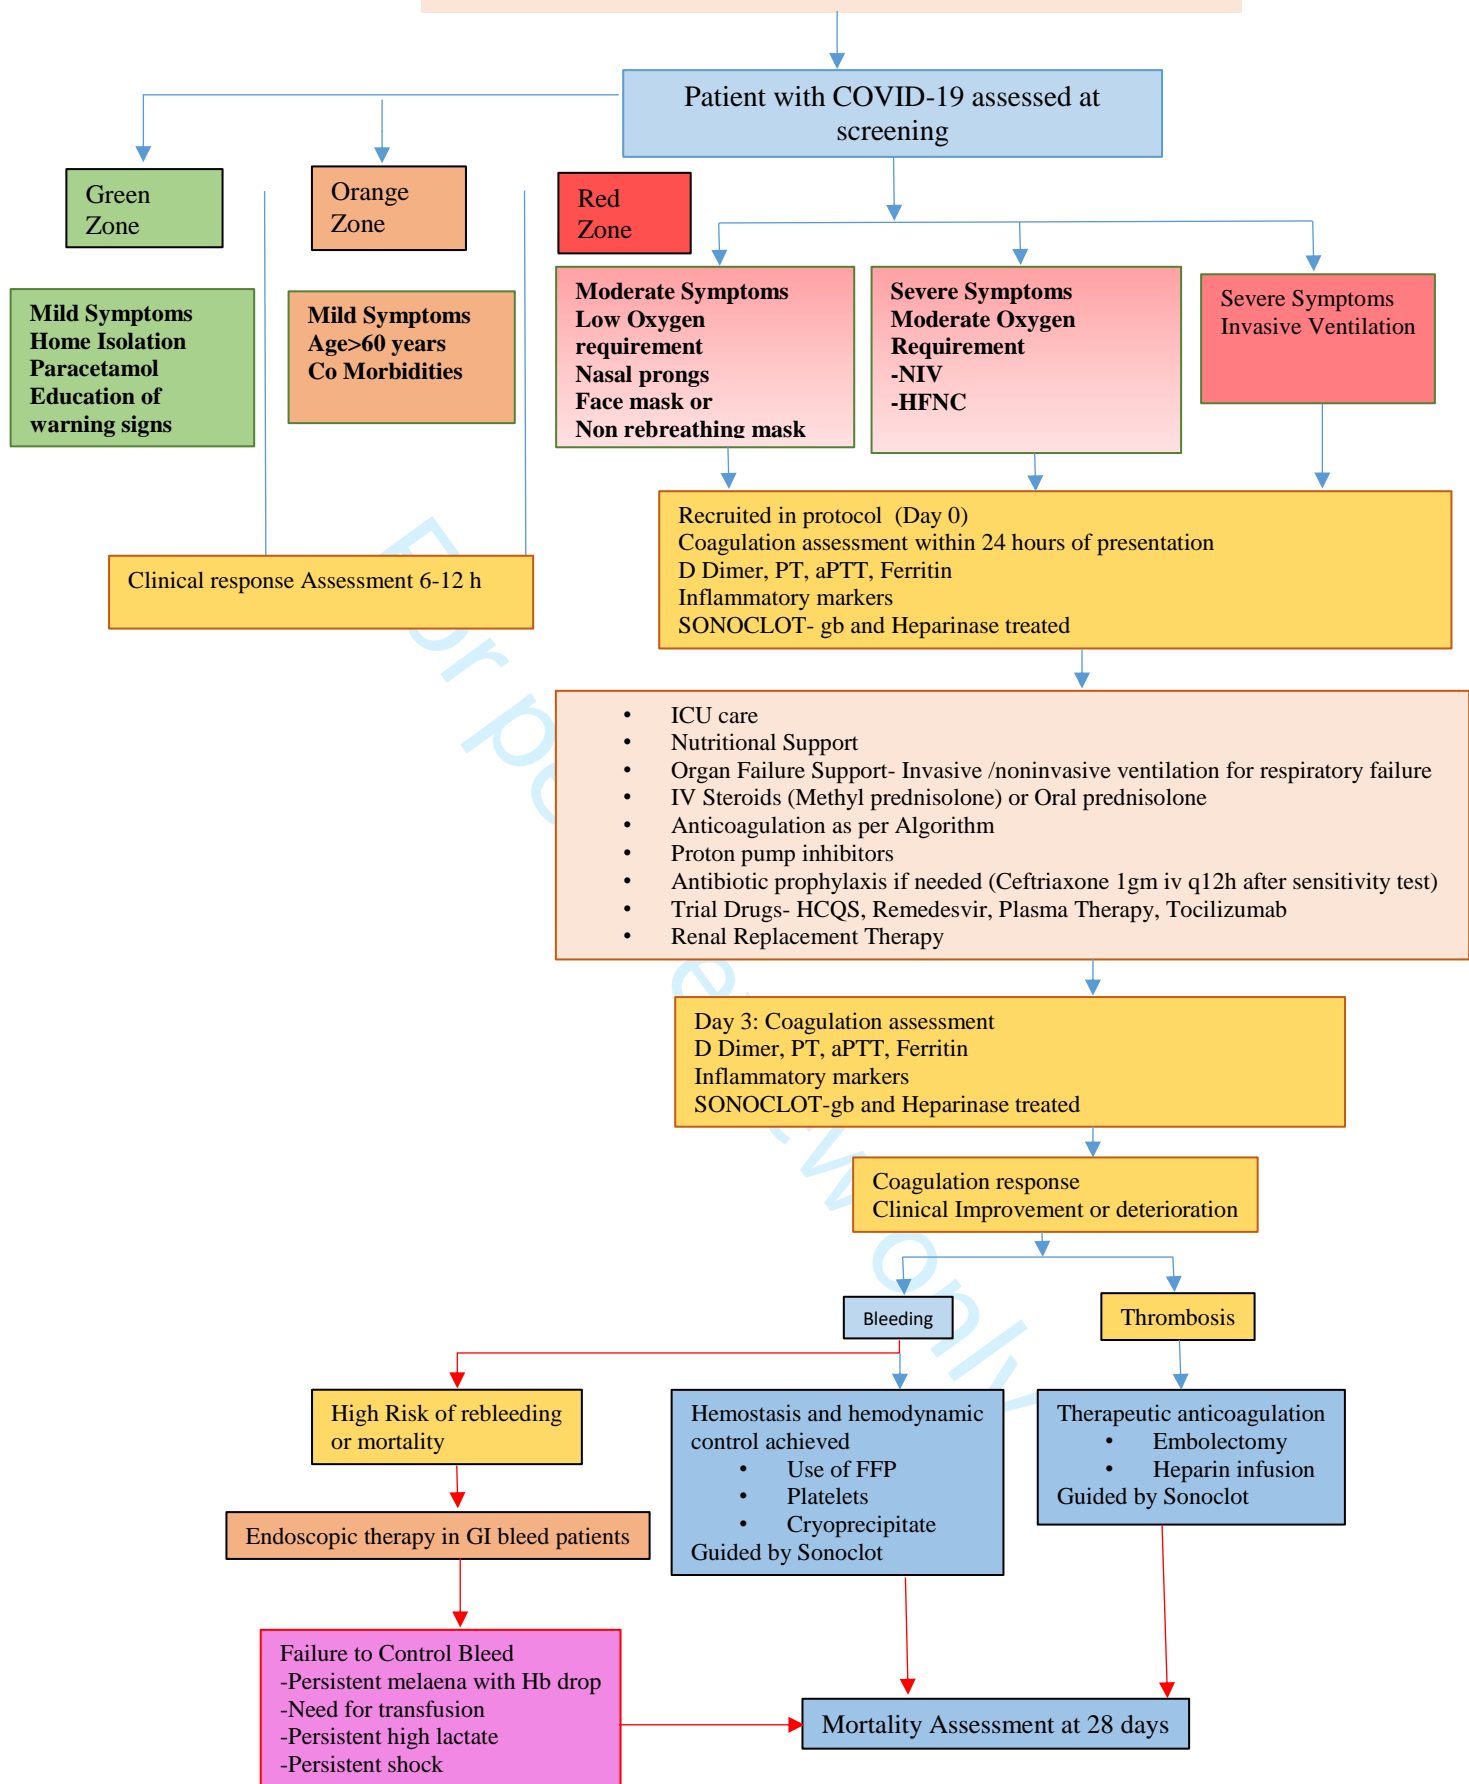 Patient with COVID-19 assessed at
screening
Green
Zone
Orange
Zone
Red
Zone
Mild Symptoms
Home Isolation
Paracetamol
Education of
warning signs
Mild Symptoms
Age>60 years
Co Morbidities
Moderate Symptoms
Low Oxygen
requirement
Nasal prongs
Face mask or
Non rebreathing mask
Severe Symptoms
Moderate Oxygen
Requirement
-NIV
-HFNC
Severe Symptoms
Invasive Ventilation
Clinical response Assessment 6-12 h
Recruited in protocol (Day 0)
Coagulation assessment within 24 hours of presentation
D Dimer, PT, aPTT, Ferritin
Inflammatory markers
SONOCLOT- gb and Heparinase treated
• ICU care
• Nutritional Support
• Organ Failure Support- Invasive /noninvasive ventilation for respiratory failure
• IV Steroids (Methyl prednisolone) or Oral prednisolone
• Anticoagulation as per Algorithm
• Proton pump inhibitors
• Antibiotic prophylaxis if needed (Ceftriaxone 1gm iv q12h after sensitivity test)
• Trial Drugs- HCQS, Remedesvir, Plasma Therapy, Tocilizumab
• Renal Replacement Therapy
Day 3: Coagulation assessment
D Dimer, PT, aPTT, Ferritin
Inflammatory markers
SONOCLOT-gb and Heparinase treated
Coagulation response
Clinical Improvement or deterioration
Bleeding
Thrombosis
High Risk of rebleeding
or mortality
Hemostasis and hemodynamic
control achieved
• Use of FFP
• Platelets
• Cryoprecipitate
Guided by Sonoclot
Therapeutic anticoagulation
• Embolectomy
• Heparin infusion
Guided by Sonoclot
Endoscopic therapy in GI bleed patients
Failure to Control Bleed
-Persistent melaena with Hb drop
-Need for transfusion
-Persistent high lactate
-Persistent shock
Mortality Assessment at 28 days
For only